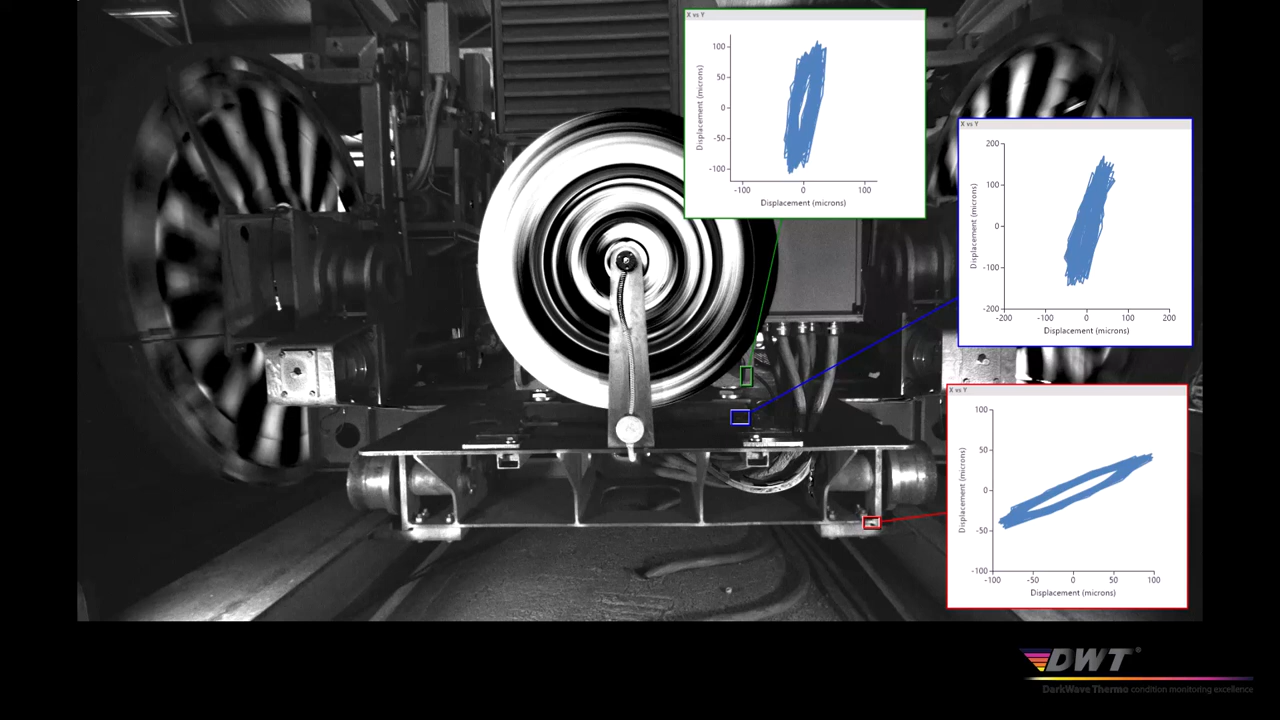 X vs Y
Displacement (microns)
100
50
0
-50
-100
-100
0
100
Displacement (microns)
X vs Y
Displacement (microns)
200
100
0
-100
-200
-200
-100
0
100
200
Displacement (microns)
X vs Y
Displacement (microns)
100
50
0
-50
-100
-100
-50
0
50
100
Displacement (microns)
DWT®
DarkWave Thermo condition monitoring excellence